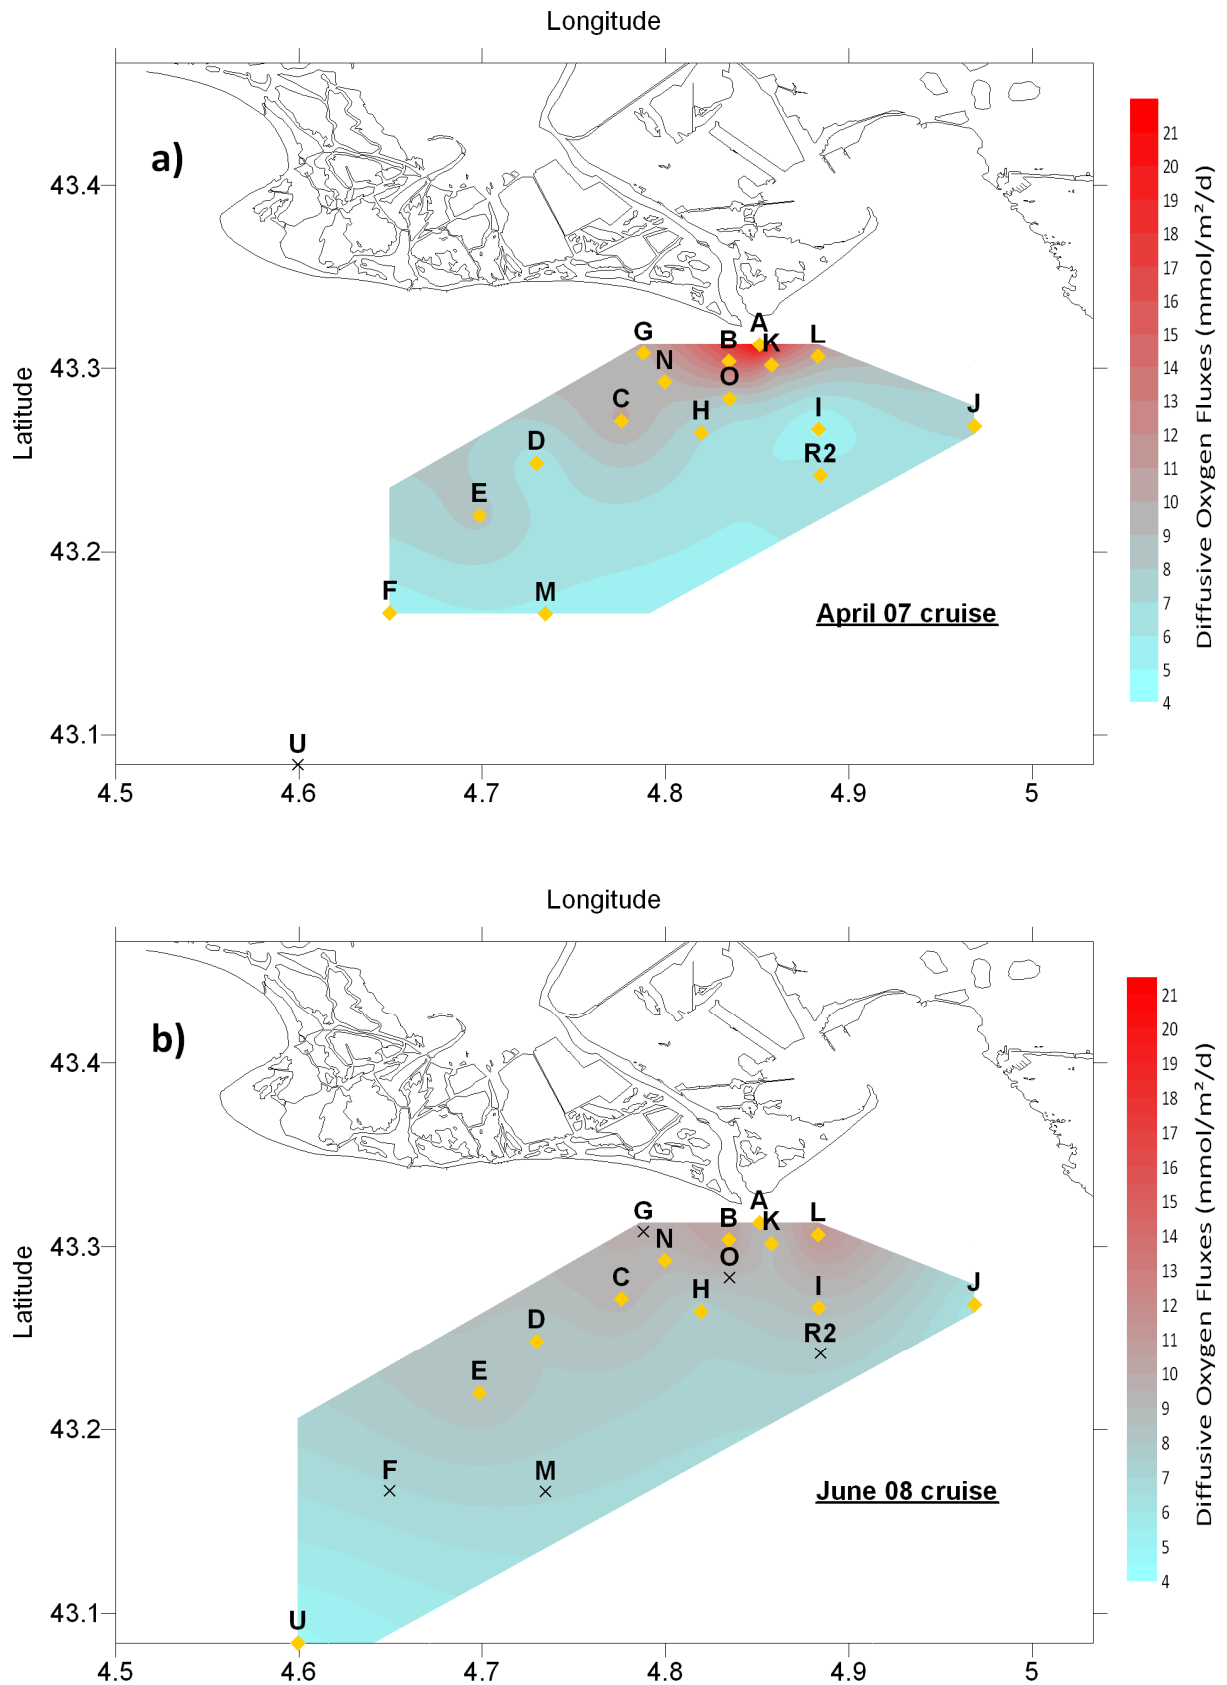 Longitude
a)
43.4
43.3
43.2
43.1
Latitude
A
G
B
K
L
N
O
C
H
I
J
D
R2
E
F
M
April 07 cruise
U
4.5
4.6
4.7
4.8
4.9
5
21
20
19
18
17
16
15
14
13
12
11
10
9
8
7
6
5
4
Diffusive Oxygen Fluxes (mmol/m²/d)
Longitude
b)
43.4
43.3
43.2
43.1
Latitude
A
G
B
K
L
N
O
C
H
I
J
D
R2
E
F
M
June 08 cruise
U
4.5
4.6
4.7
4.8
4.9
5
21
20
19
18
17
16
15
14
13
12
11
10
9
8
7
6
5
4
Diffusive Oxygen Fluxes (mmol/m²/d)